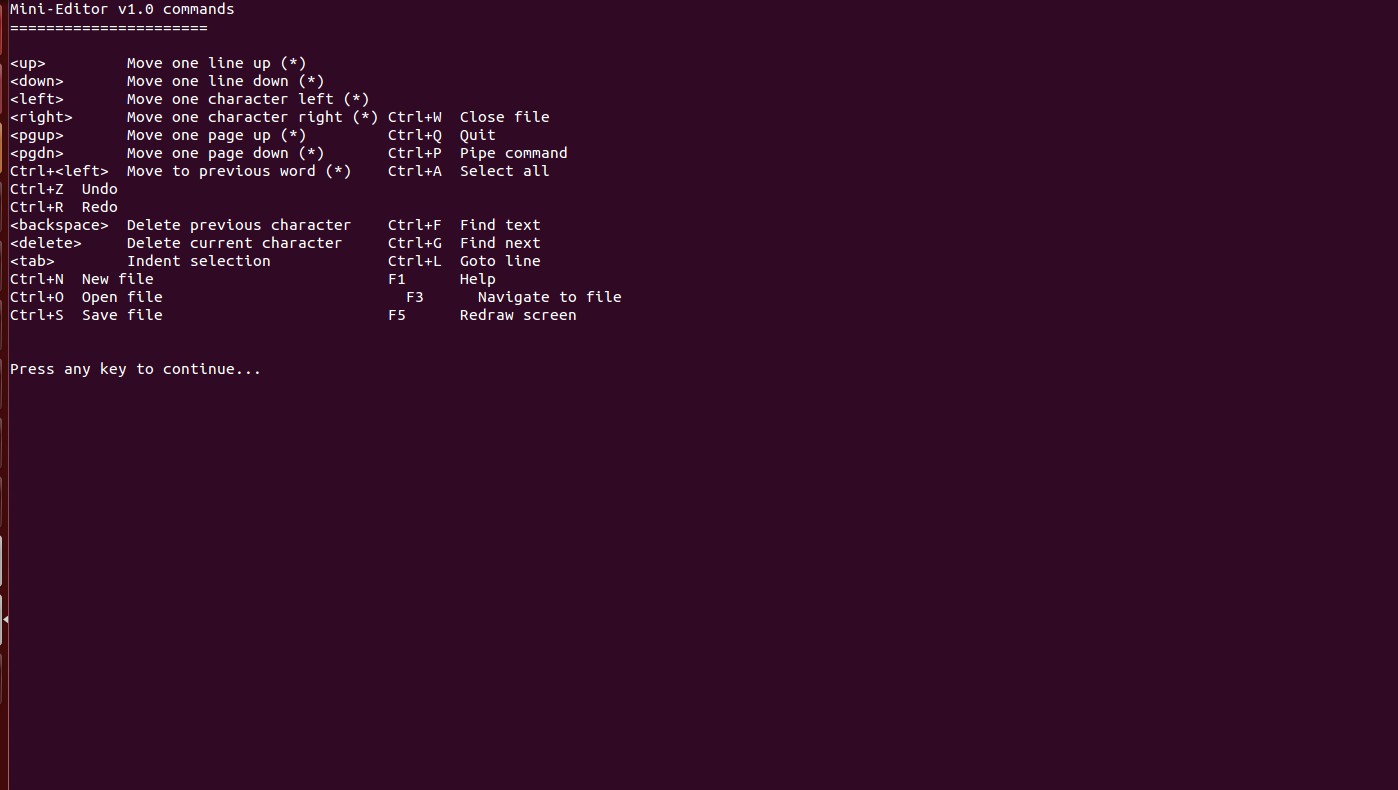 Mini-Editor v1.0 commands
======================
<up>         Move one line up (*)
<down>       Move one line down (*)
<left>       Move one character left (*)
<right>      Move one character right (*) Ctrl+W  Close file
<pgup>       Move one page up (*)         Ctrl+Q  Quit
<pgdn>       Move one page down (*)       Ctrl+P  Pipe command
Ctrl+<left>  Move to previous word (*)    Ctrl+A  Select all
Ctrl+Z  Undo
Ctrl+R  Redo
<backspace>  Delete previous character    Ctrl+F  Find text
<delete>     Delete current character     Ctrl+G  Find next
<tab>        Indent selection             Ctrl+L  Goto line
Ctrl+N  New file                          F1      Help
Ctrl+O  Open file                           F3      Navigate to file
Ctrl+S  Save file                         F5      Redraw screen
Press any key to continue...